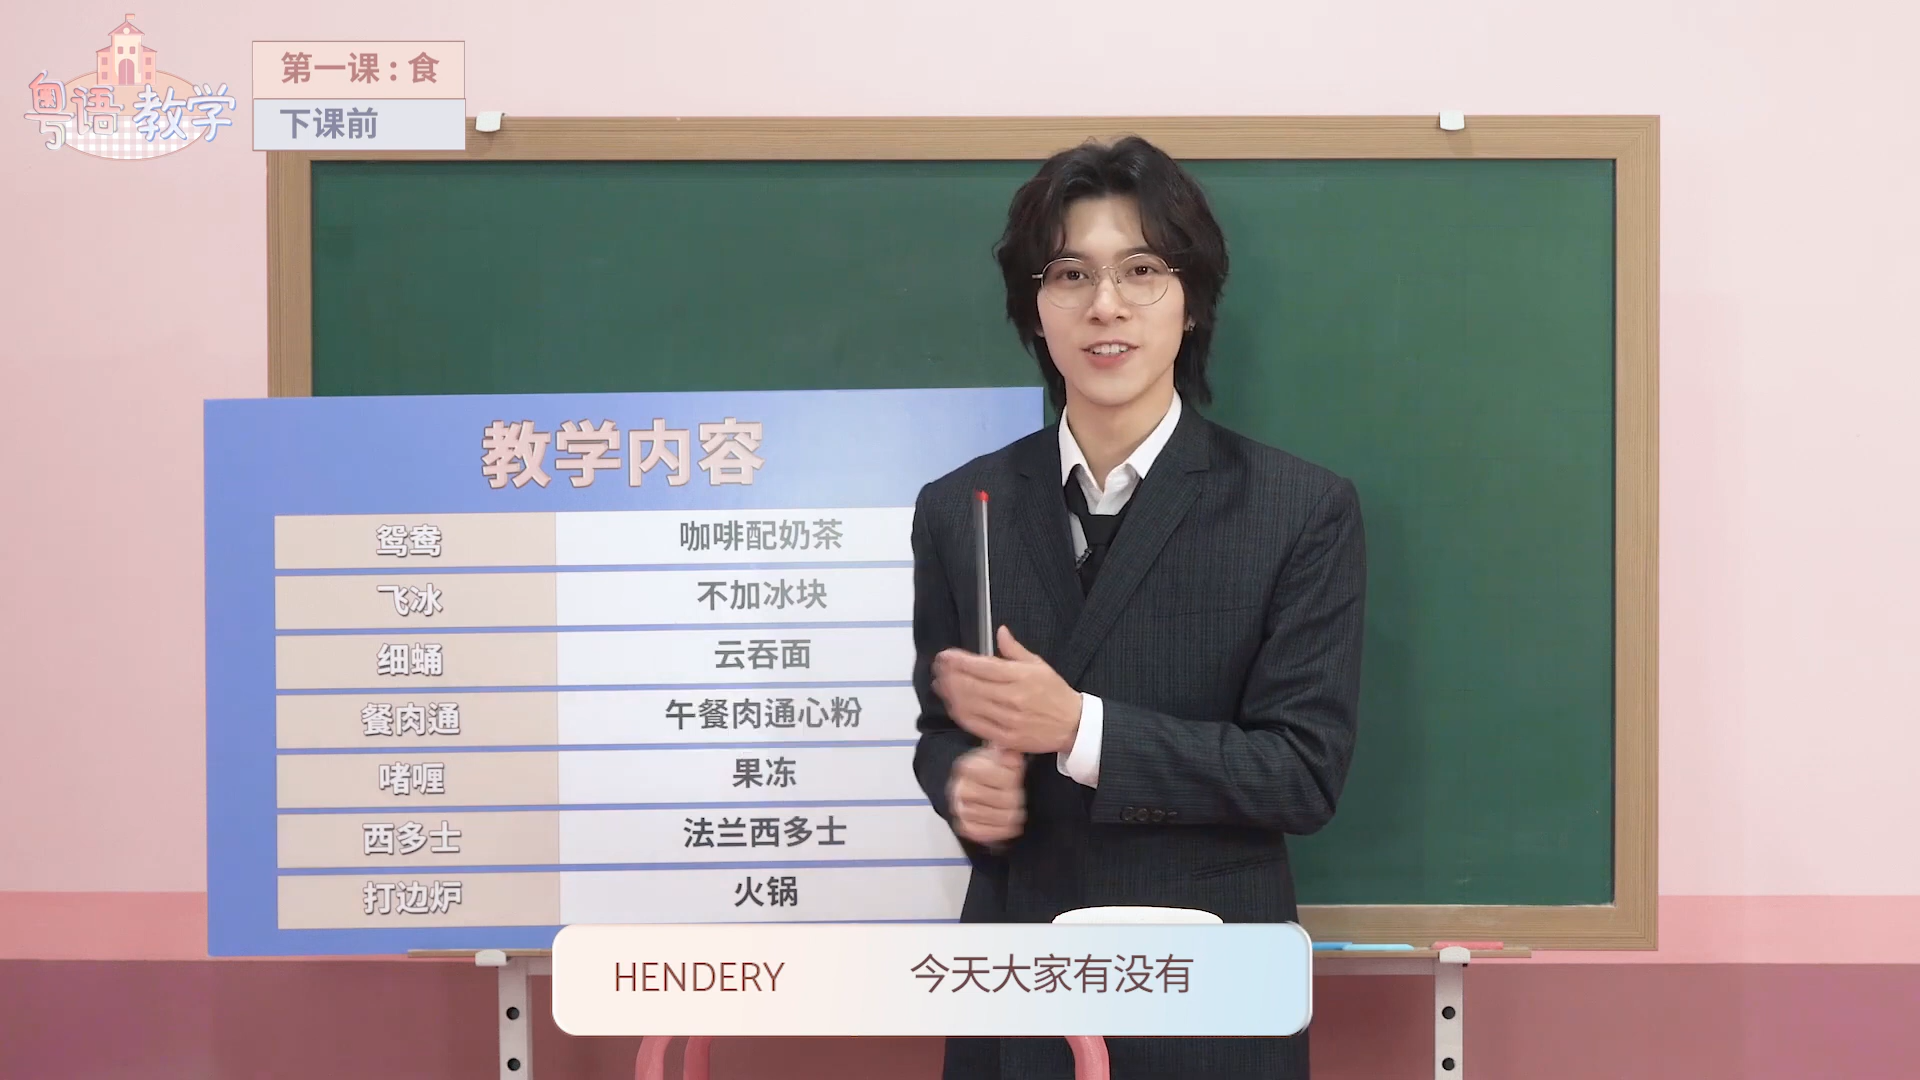 粤语教学
第一课：食
下课前
教学内容
鸳鸯 咖啡配奶茶
飞冰 不加冰块
细蛹 云吞面
餐肉通 午餐肉通心粉
啫喱 果冻
西多士 法兰西多士
打边炉 火锅
HENDERY 今天大家有没有